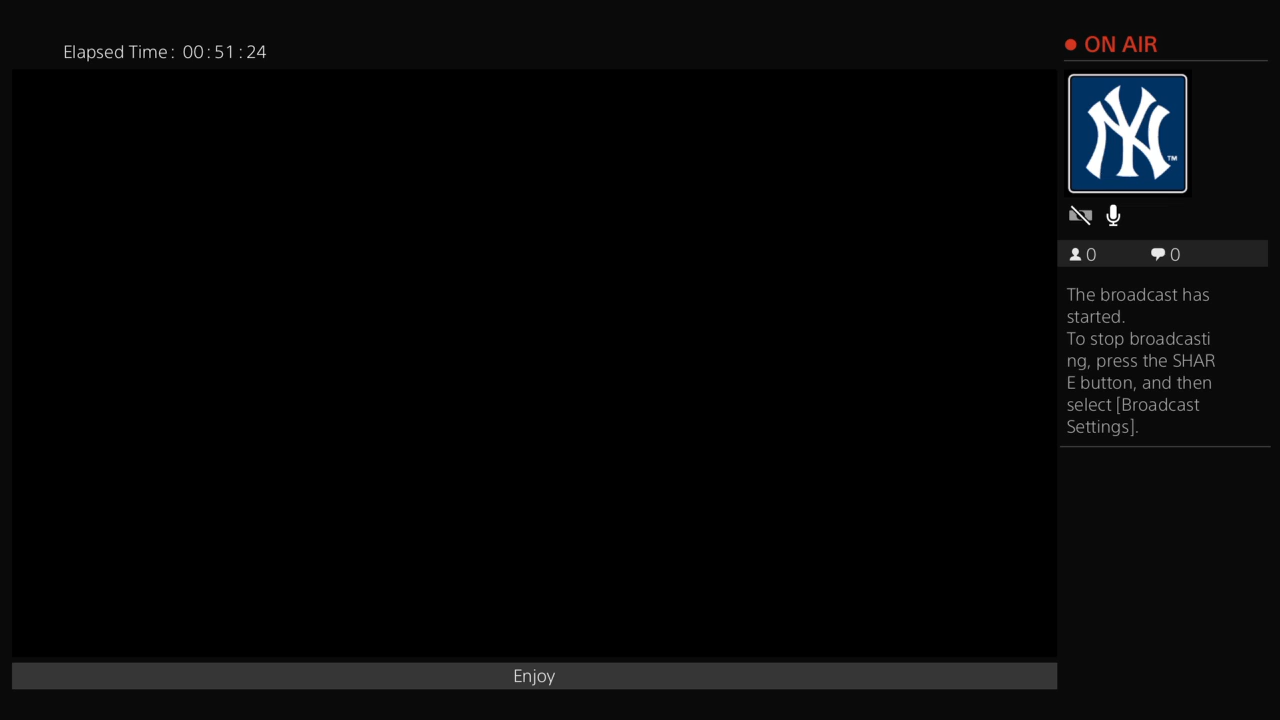 Elapsed Time: 00:51:24
ON AIR
NY
TM
0 0
The broadcast has
started.
To stop broadcasti
ng, press the SHAR
E button, and then
select [Broadcast
Settings].
Enjoy